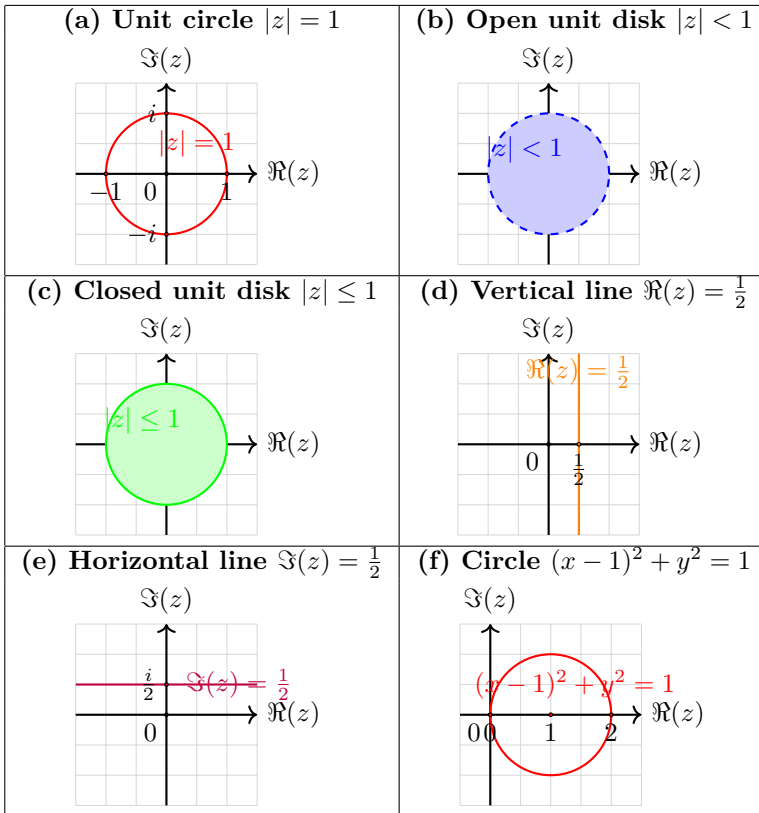 (a) Unit circle |z| = 1
ℑ(z)
i
|z| = 1
ℜ(z)
−1 0 1
−i
(b) Open unit disk |z| < 1
ℑ(z)
|z| < 1
ℜ(z)
(c) Closed unit disk |z| ≤ 1
ℑ(z)
|z| ≤ 1
ℜ(z)
(d) Vertical line ℜ(z) = 1/2
ℑ(z)
ℜ(z) = 1/2
ℜ(z)
0 1/2
(e) Horizontal line ℑ(z) = 1/2
ℑ(z)
i/2 ℑ(z) = 1/2
ℜ(z)
0
(f) Circle (x − 1)² + y² = 1
ℑ(z)
(x − 1)² + y² = 1
ℜ(z)
0 0 1 2